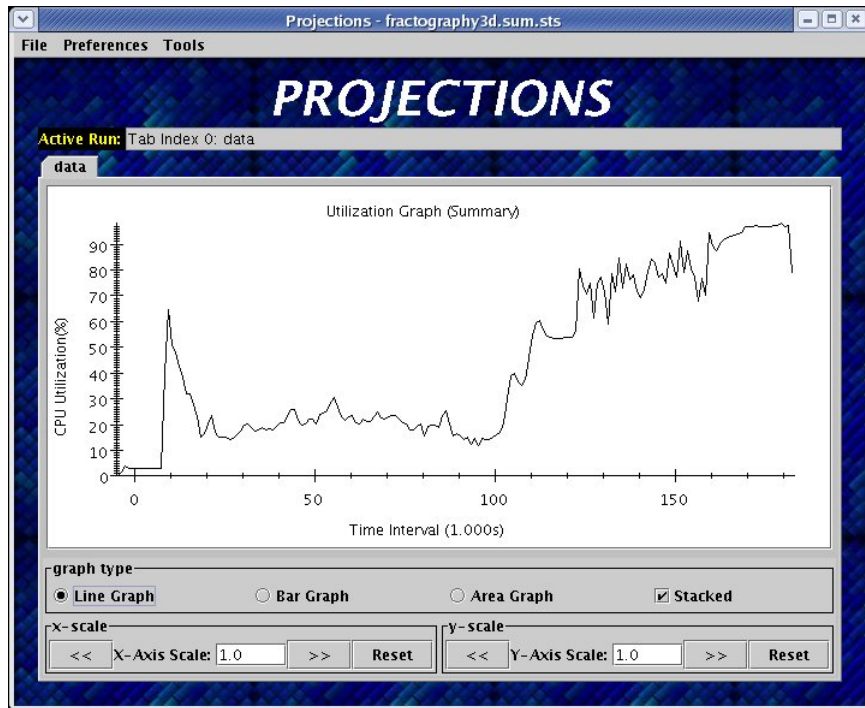 Projections - fractography3d.sum.sts
File Preferences Tools
PROJECTIONS
Active Run: Tab Index 0: data
data
Utilization Graph (Summary)
CPU Utilization(%)
90
80
70
60
50
40
30
20
10
0
0 50 100 150
Time Interval (1.000s)
graph type
Line Graph Bar Graph Area Graph Stacked
x-scale y-scale
<< X-Axis Scale: 1.0 >> Reset << Y-Axis Scale: 1.0 >> Reset